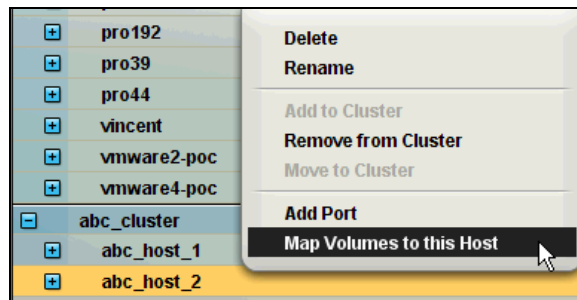 pro192
pro39
pro44
vincent
vmware2-poc
vmware4-poc
abc_cluster
abc_host_1
abc_host_2
Delete
Rename
Add to Cluster
Remove from Cluster
Move to Cluster
Add Port
Map Volumes to this Host